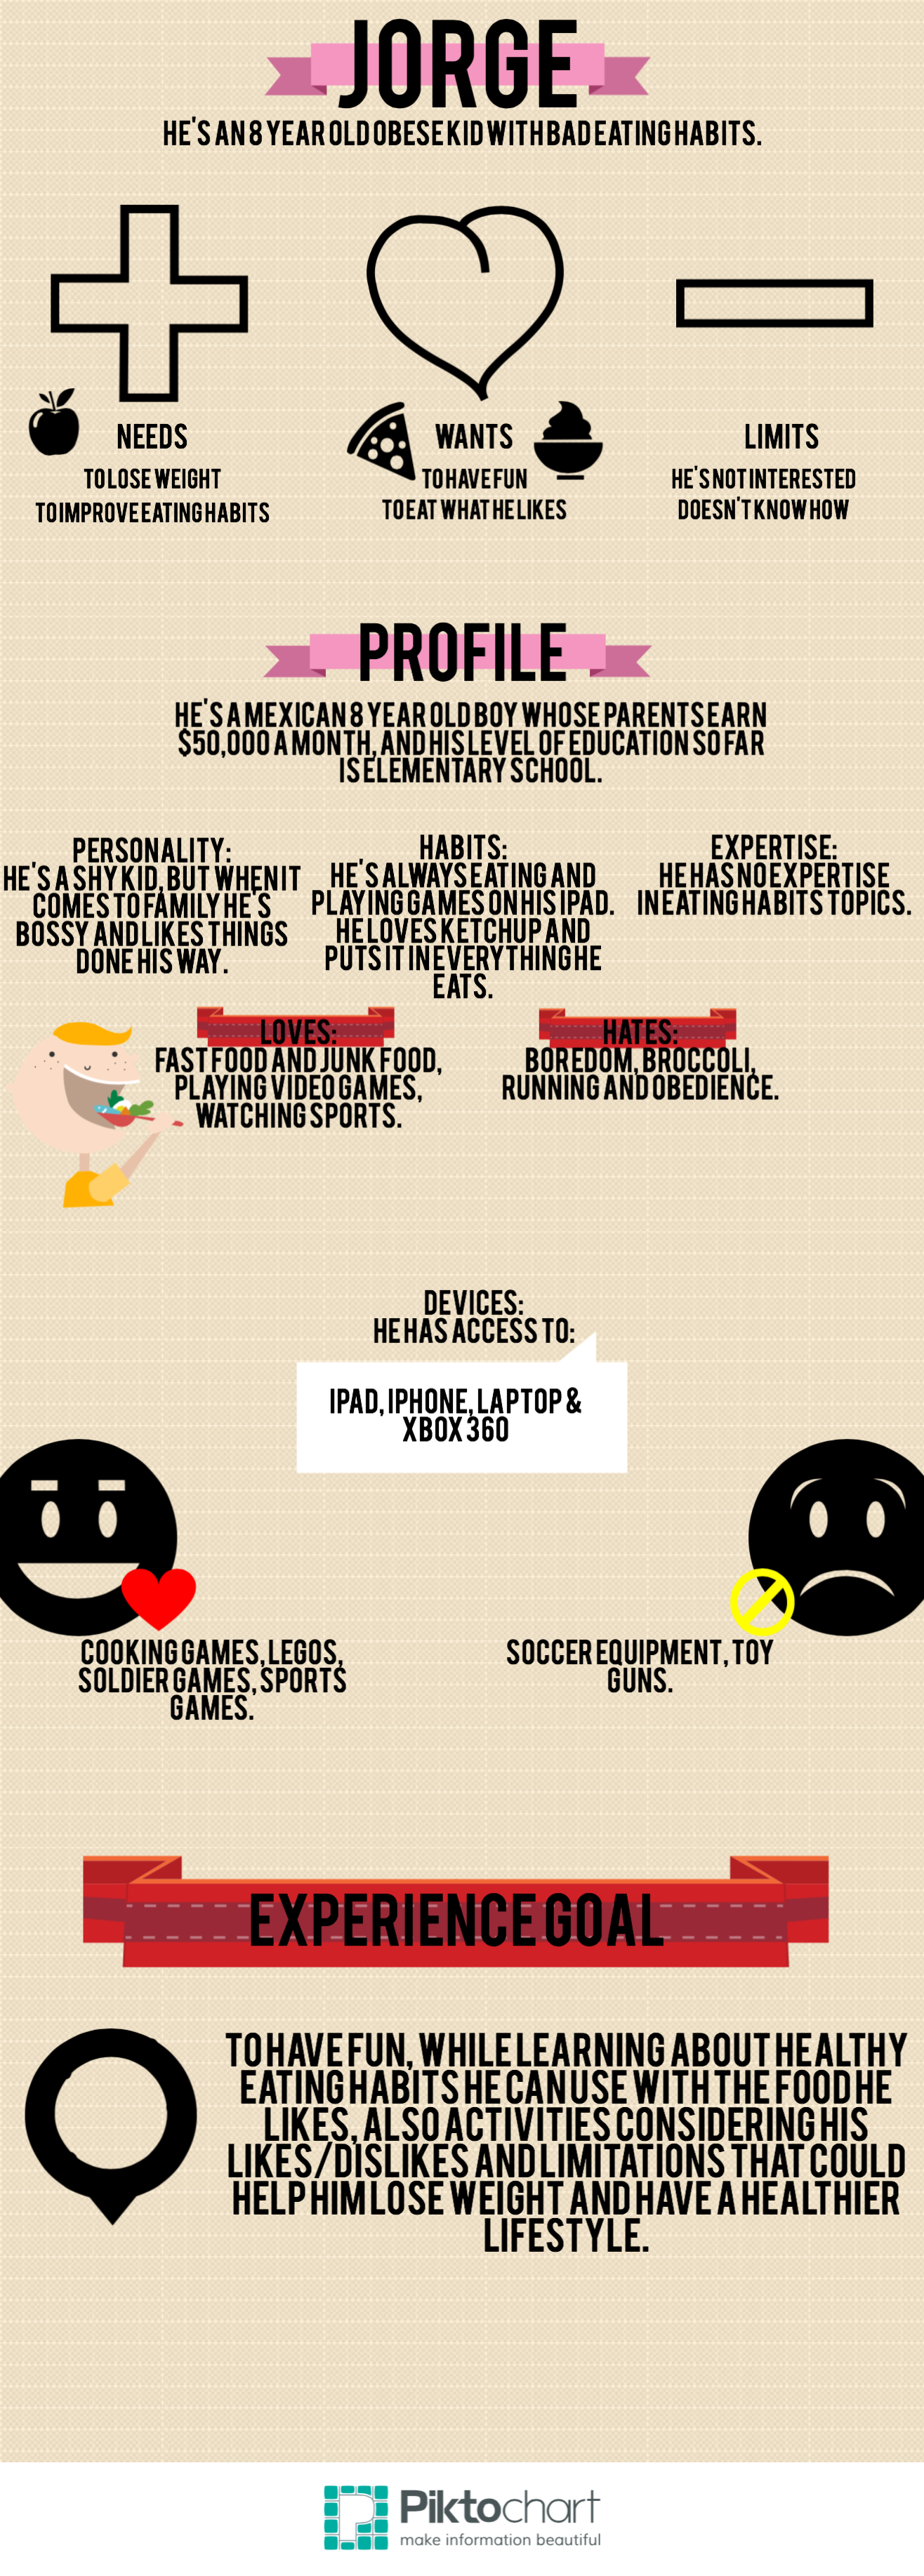 JORGE
HE'S AN 8 YEAR OLD OBESE KID WITH BAD EATING HABITS.
NEEDS
TO LOSE WEIGHT
TO IMPROVE EATING HABITS
WANTS
TO HAVE FUN
TO EAT WHAT HE LIKES
LIMITS
HE'S NOT INTERESTED
DOESN'T KNOW HOW
PROFILE
HE'S A MEXICAN 8 YEAR OLD BOY WHOSE PARENTS EARN
$50,000 A MONTH, AND HIS LEVEL OF EDUCATION SO FAR
IS ELEMENTARY SCHOOL.
PERSONALITY:
HE'S A SHY KID, BUT WHEN IT
COMES TO FAMILY HE'S
BOSSY AND LIKES THINGS
DONE HIS WAY.
HABITS:
HE'S ALWAYS EATING AND
PLAYING GAMES ON HIS IPAD.
HE LOVES KETCHUP AND
PUTS IT IN EVERYTHING HE
EATS.
EXPERTISE:
HE HAS NO EXPERTISE
IN EATING HABITS TOPICS.
LOVES:
FAST FOOD AND JUNK FOOD,
PLAYING VIDEO GAMES,
WATCHING SPORTS.
HATES:
BOREDOM, BROCCOLI,
RUNNING AND OBEDIENCE.
DEVICES:
HE HAS ACCESS TO:
IPAD, IPHONE, LAPTOP &
XBOX 360
COOKING GAMES, LEGOS,
SOLDIER GAMES, SPORTS
GAMES.
SOCCER EQUIPMENT, TOY
GUNS.
EXPERIENCE GOAL
TO HAVE FUN, WHILE LEARNING ABOUT HEALTHY
EATING HABITS HE CAN USE WITH THE FOOD HE
LIKES, ALSO ACTIVITIES CONSIDERING HIS
LIKES/DISLIKES AND LIMITATIONS THAT COULD
HELP HIM LOSE WEIGHT AND HAVE A HEALTHIER
LIFESTYLE.
Piktochart
make information beautiful